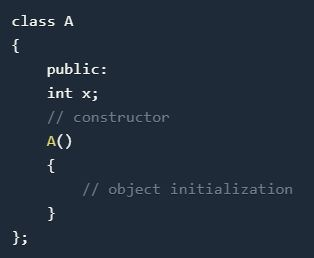 class A
{
    public:
    int x;
    // constructor
    A()
    {
        // object initialization
    }
};